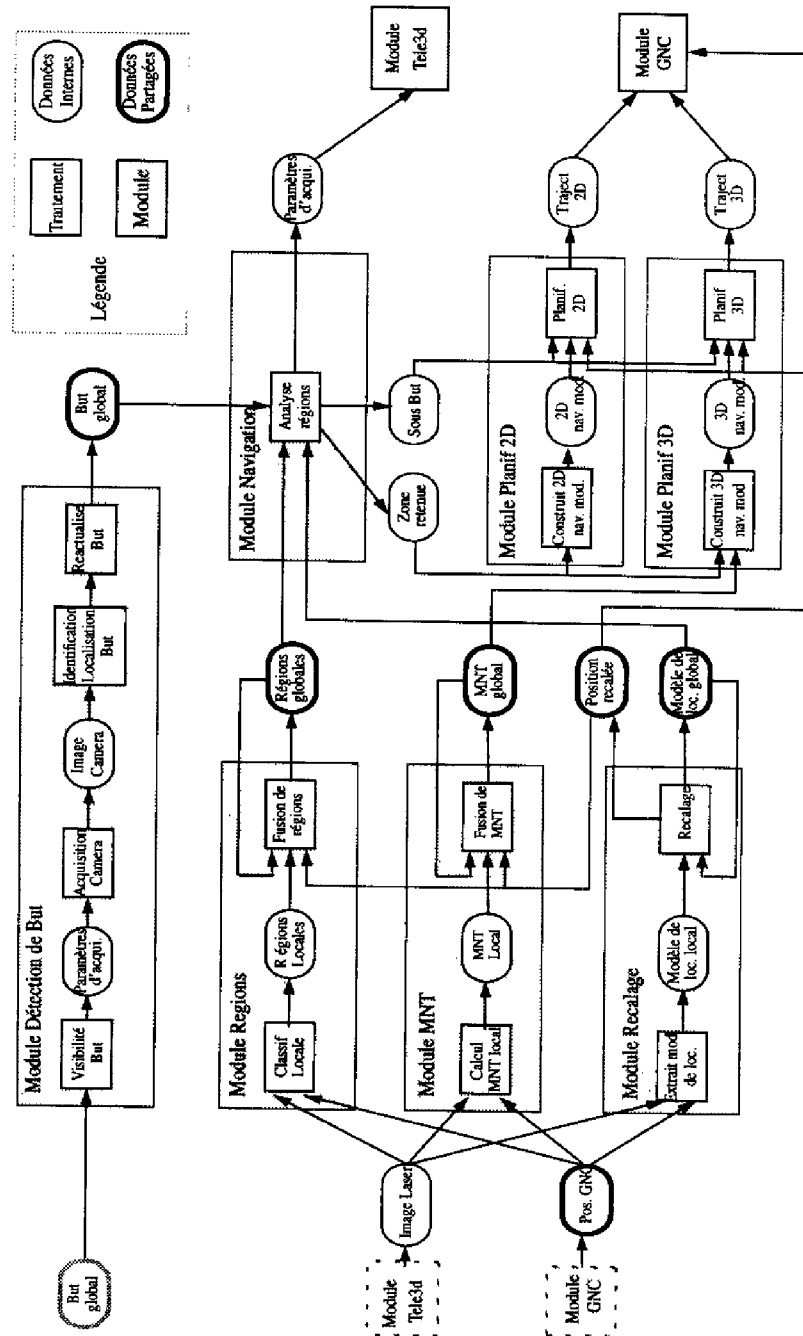 Légende
Traitement
Données
Internes
Module
Données
Partagées
But
global
Module Détection de But
Visibilité
But
Paramètres
d'acqui.
Acquisition
Camera
Image
Camera
Identification
Localisation
But
Reactualise
But
But
global
Module
Tele3d
Image Laser
Module
GNC
Pos. GNC
Module Regions
Classif
Locale
R égions
Locales
Fusion de
régions
Régions
globales
Module MNT
Calcul
MNT local
MNT
Local
Fusion de
MNT
MNT
global
Position
recalée
Module Recalage
Extrait mod
de loc.
Modèle de
loc. local
Recalage
Modèle de
loc. global
Module Navigation
Analyse
régions
Paramètres
d'acqui.
Module
Tele3d
Zone
retenue
Sous But
Module Planif 2D
Construit 2D
nav. mod.
2D
nav. mod.
Planif.
2D
Traject
2D
Module Planif 3D
Construit 3D
nav. mod
3D
nav. mod.
Planif
3D
Traject
3D
Module
GNC